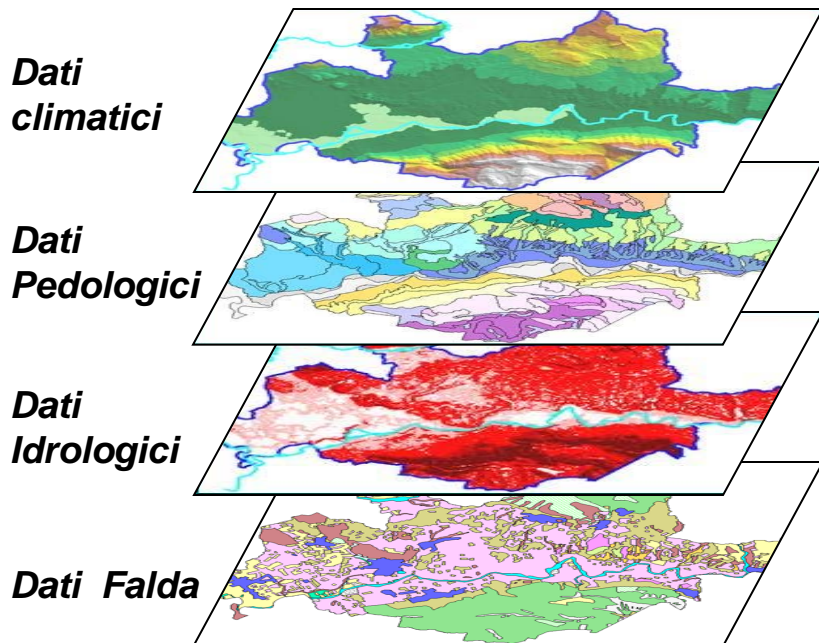 Dati
climatici
Dati
Pedologici
Dati
Idrologici
Dati Falda